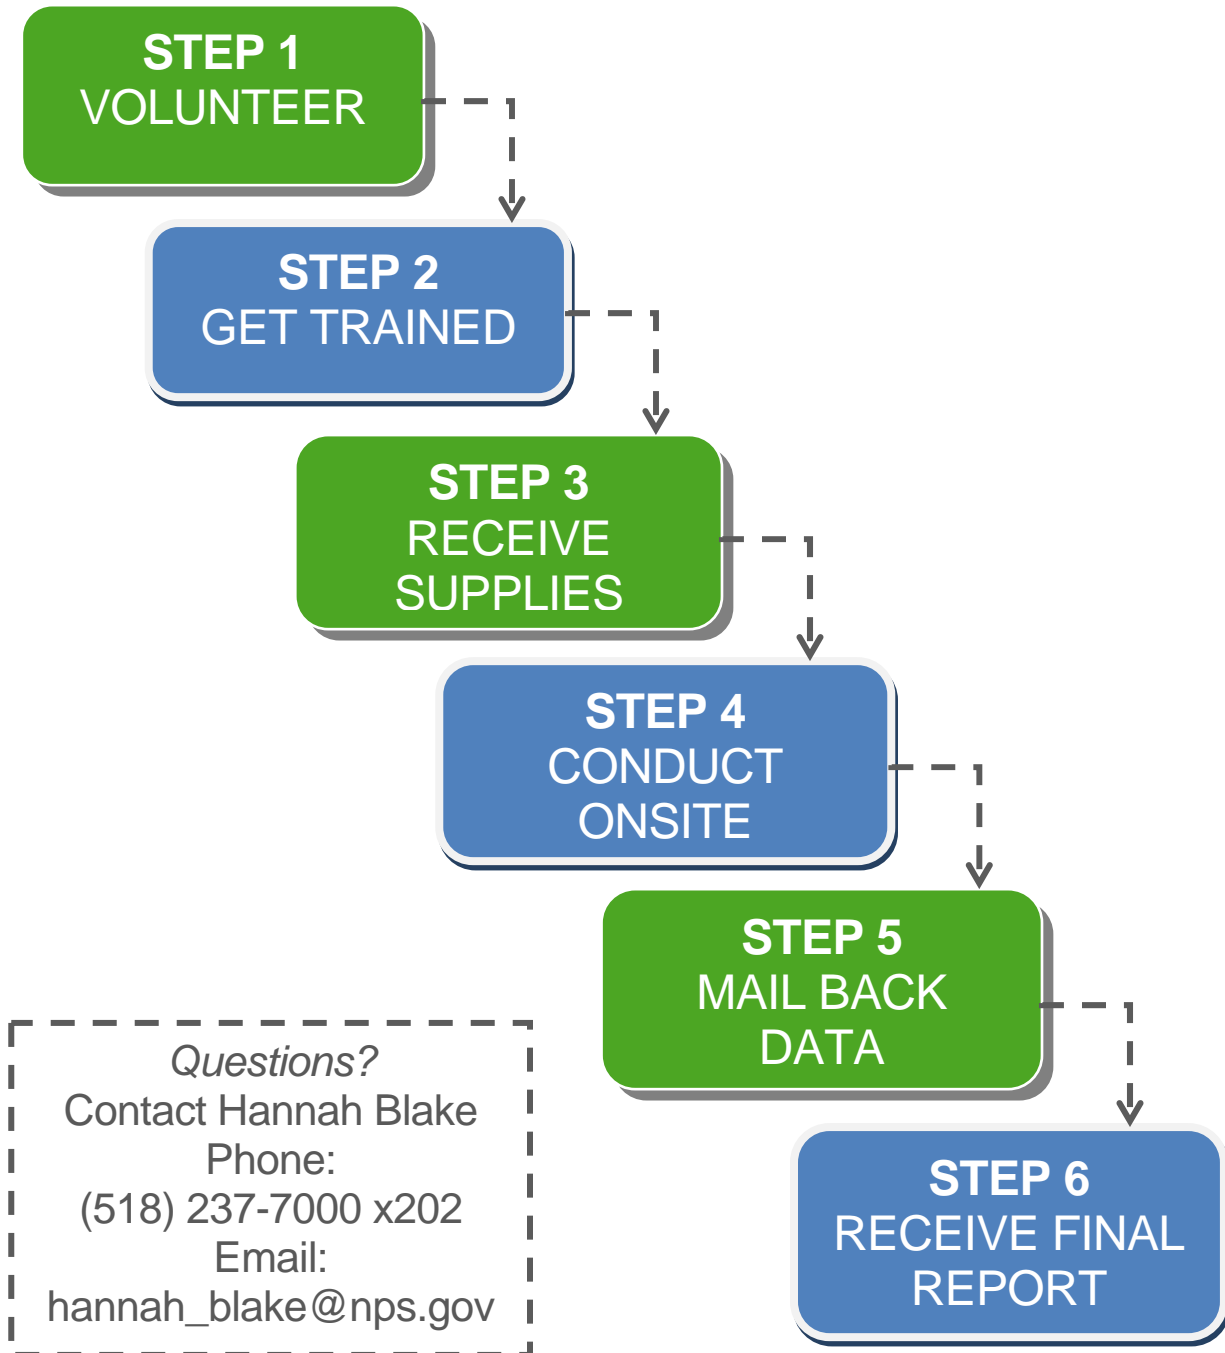 STEP 1
VOLUNTEER
STEP 2
GET TRAINED
STEP 3
RECEIVE
SUPPLIES
STEP 4
CONDUCT
ONSITE
STEP 5
MAIL BACK
DATA
STEP 6
RECEIVE FINAL
REPORT
Questions?
Contact Hannah Blake
Phone:
(518) 237-7000 x202
Email:
hannah_blake@nps.gov